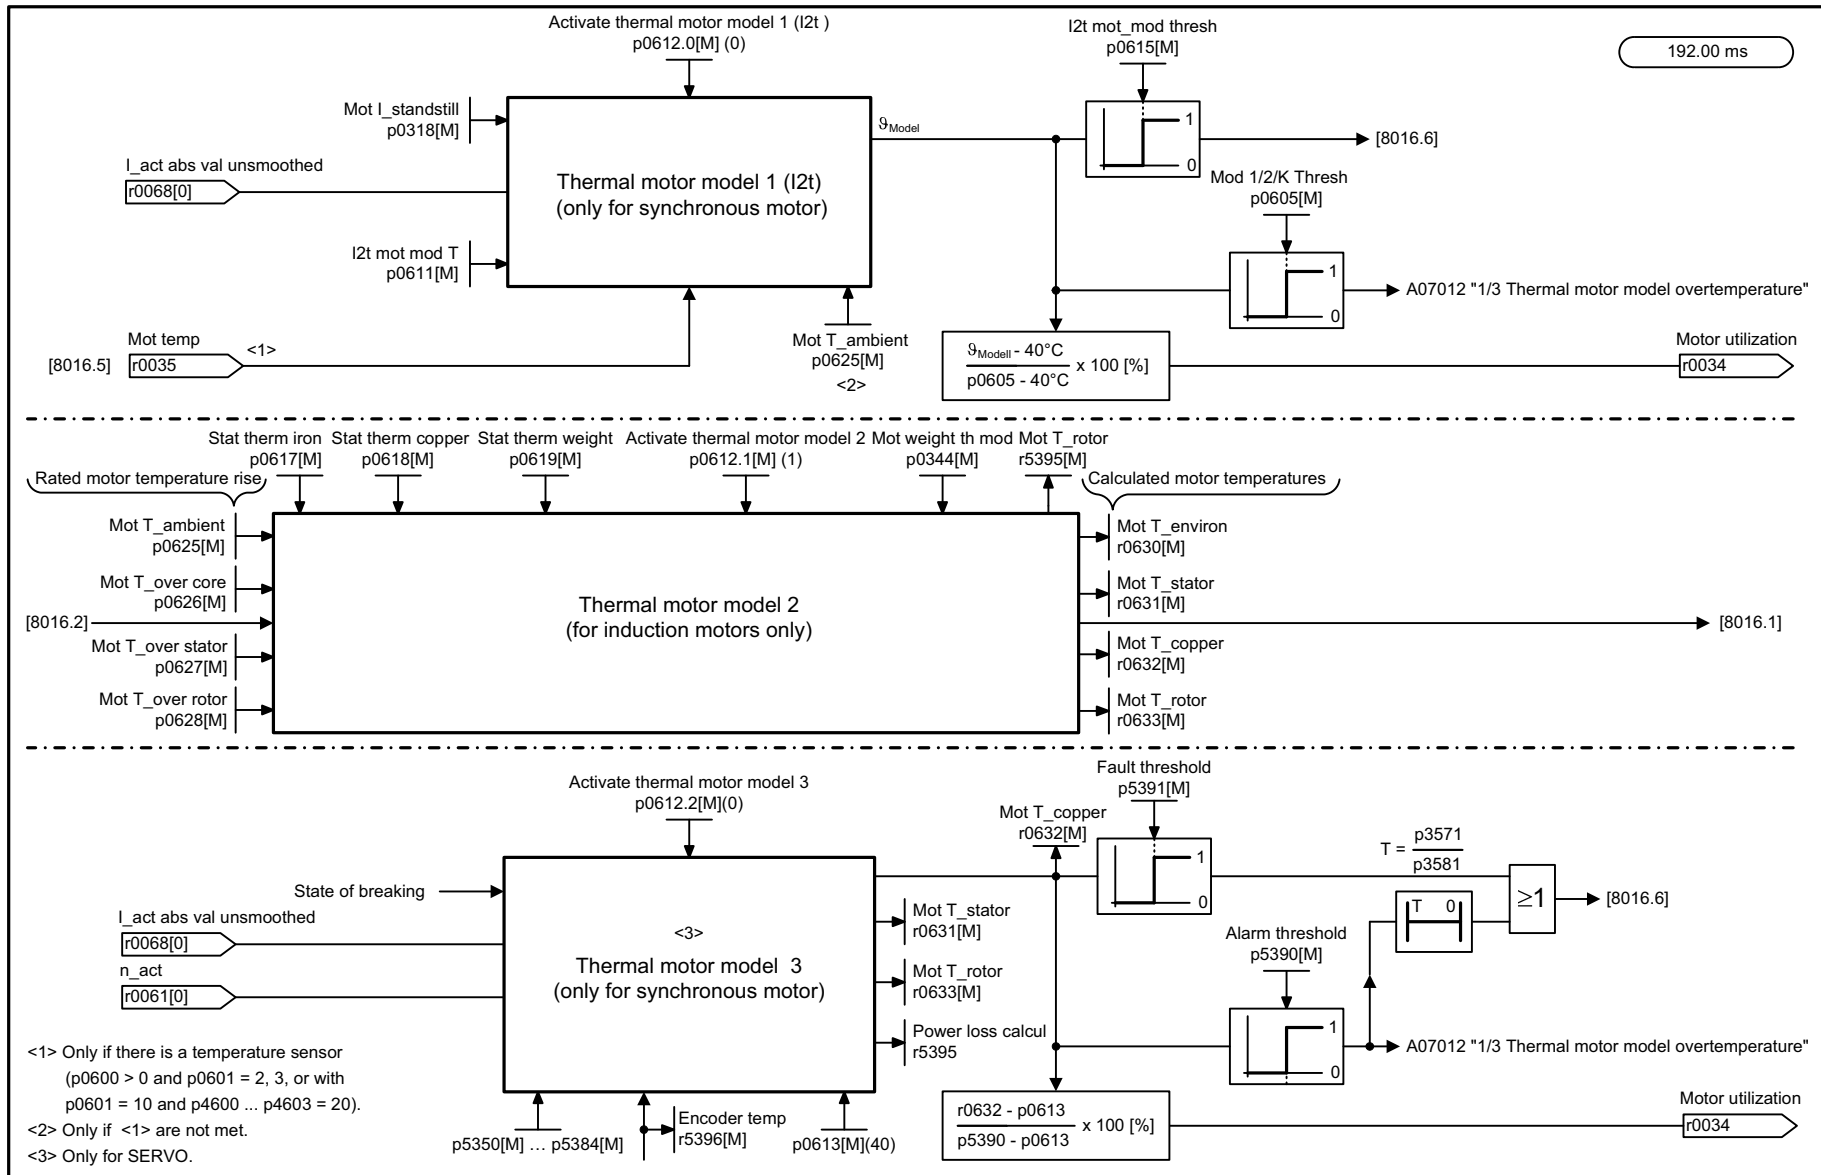 Activate thermal motor model 1 (I2t )
p0612.0[M] (0)
I2t mot_mod thresh
p0615[M]
192.00 ms
Mot I_standstill
p0318[M]
ϑModel
1
0
[8016.6]
I_act abs val unsmoothed
r0068[0]
Thermal motor model 1 (I2t)
(only for synchronous motor)
Mod 1/2/K Thresh
p0605[M]
I2t mot mod T
p0611[M]
1
0
A07012 "1/3 Thermal motor model overtemperature"
Mot temp
[8016.5]
r0035
<1>
Mot T_ambient
p0625[M]
<2>
ϑModell - 40°C
p0605 - 40°C
x 100 [%]
Motor utilization
r0034
Stat therm iron
p0617[M]
Stat therm copper
p0618[M]
Stat therm weight
p0619[M]
Activate thermal motor model 2
p0612.1[M] (1)
Mot weight th mod
p0344[M]
Mot T_rotor
r5395[M]
Rated motor temperature rise
Calculated motor temperatures
Mot T_ambient
p0625[M]
Mot T_over core
p0626[M]
[8016.2]
Mot T_over stator
p0627[M]
Mot T_over rotor
p0628[M]
Thermal motor model 2
(for induction motors only)
Mot T_environ
r0630[M]
Mot T_stator
r0631[M]
[8016.1]
Mot T_copper
r0632[M]
Mot T_rotor
r0633[M]
Activate thermal motor model 3
p0612.2[M](0)
Mot T_copper
r0632[M]
Fault threshold
p5391[M]
1
0
T =
p3571
p3581
≥1
[8016.6]
T 0
State of breaking
I_act abs val unsmoothed
r0068[0]
n_act
r0061[0]
<3>
Thermal motor model 3
(only for synchronous motor)
Mot T_stator
r0631[M]
Mot T_rotor
r0633[M]
Power loss calcul
r5395
Alarm threshold
p5390[M]
1
0
A07012 "1/3 Thermal motor model overtemperature"
p5350[M] ... p5384[M]
Encoder temp
r5396[M]
p0613[M](40)
r0632 - p0613
p5390 - p0613
x 100 [%]
Motor utilization
r0034
<1> Only if there is a temperature sensor
(p0600 > 0 and p0601 = 2, 3, or with
p0601 = 10 and p4600 ... p4603 = 20).
<2> Only if <1> are not met.
<3> Only for SERVO.